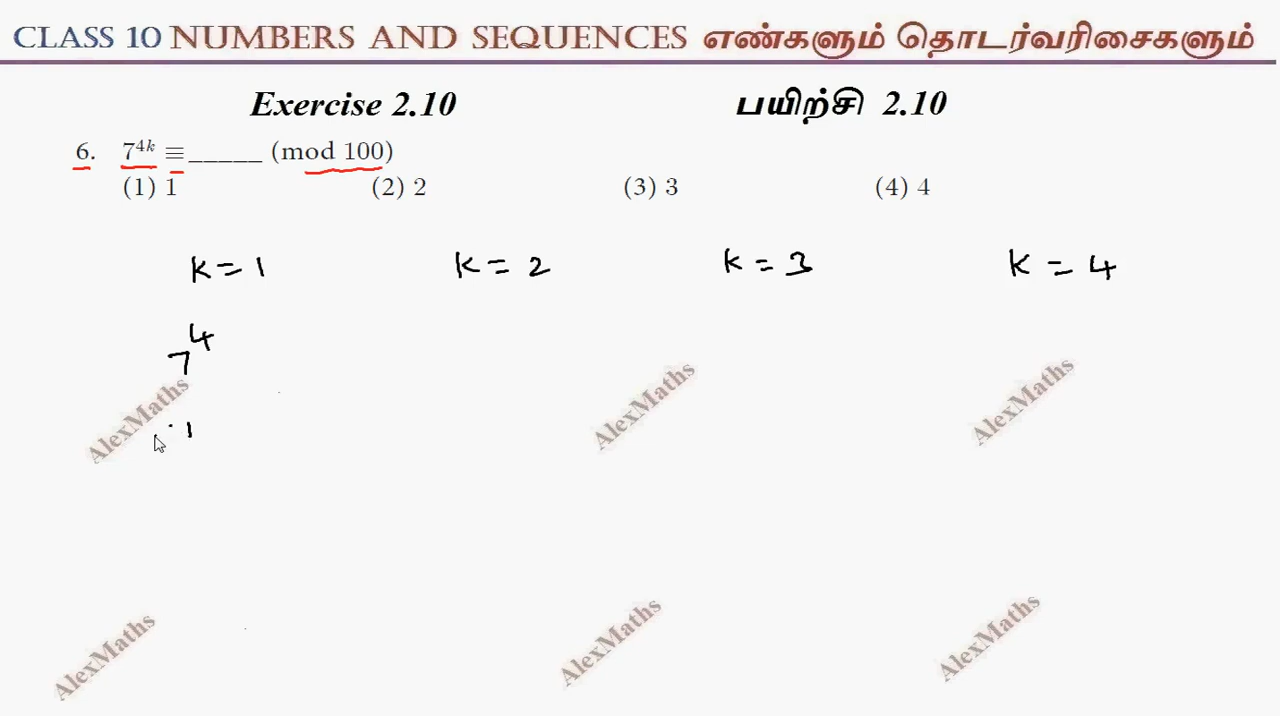 CLASS 10 NUMBERS AND SEQUENCES எண்களும் தொடர்வரிசைகளும்
Exercise 2.10 பயிற்சி 2.10
6. 7^{4k} ≡ _____ (mod 100)
(1) 1 (2) 2 (3) 3 (4) 4
k = 1 k = 2 k = 3 k = 4
7^4
AlexMaths AlexMaths AlexMaths
1
AlexMaths AlexMaths AlexMaths